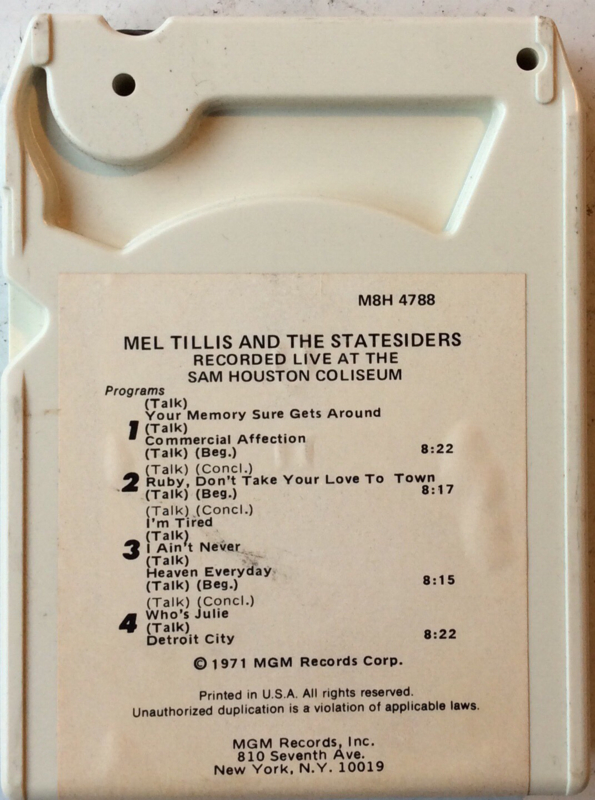 M8H 4788
MEL TILLIS AND THE STATESIDERS
RECORDED LIVE AT THE
SAM HOUSTON COLISEUM
Programs
(Talk)
Your Memory Sure Gets Around
1 (Talk)
Commercial Affection
(Talk) (Beg.) 8:22
(Talk) (Concl.)
2 Ruby, Don't Take Your Love To Town
(Talk) (Beg.) 8:17
(Talk) (Concl.)
I'm Tired
(Talk)
3 I Ain't Never
(Talk)
Heaven Everyday
(Talk) (Beg.) 8:15
(Talk) (Concl.)
4 Who's Julie
(Talk)
Detroit City 8:22
© 1971 MGM Records Corp.
Printed in U.S.A. All rights reserved.
Unauthorized duplication is a violation of applicable laws.
MGM Records, Inc.
810 Seventh Ave.
New York, N.Y. 10019